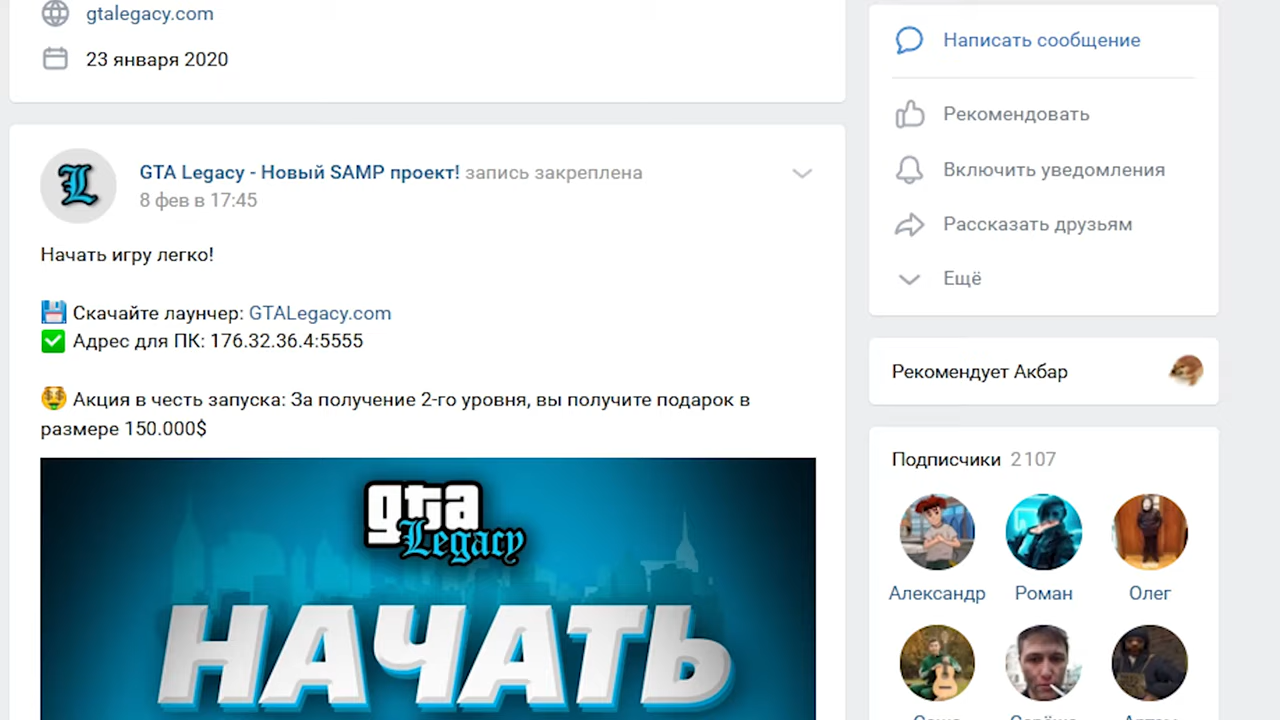 gtalegacy.com
23 января 2020
GTA Legacy - Новый SAMP проект! запись закреплена
8 фев в 17:45
Начать игру легко!
Скачайте лаунчер: GTALegacy.com
Адрес для ПК: 176.32.36.4:5555
Акция в честь запуска: За получение 2-го уровня, вы получите подарок в
размере 150.000$
gta
Legacy
НАЧАТЬ
Написать сообщение
Рекомендовать
Включить уведомления
Рассказать друзьям
Ещё
Рекомендует Акбар
Подписчики 2 107
Александр Роман Олег